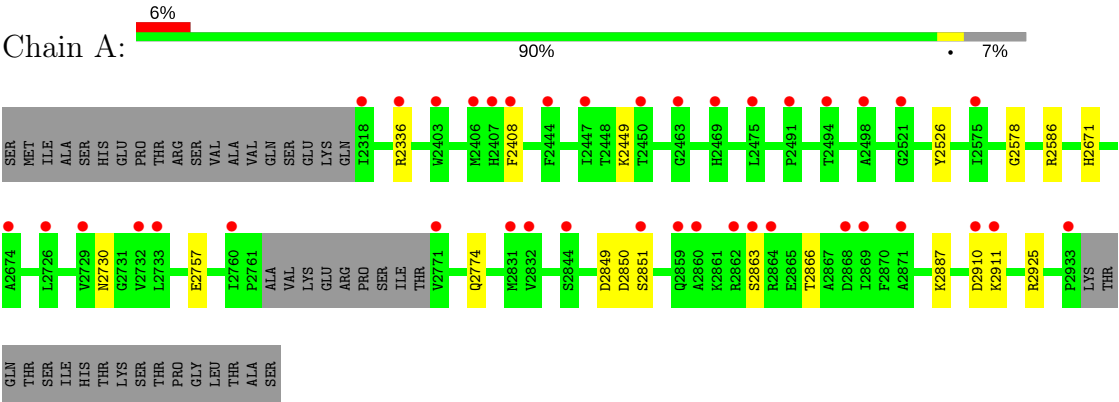 6%
Chain A:
90%
•
7%
SER MET ILE ALA SER HIS GLU PRO THR ARG SER VAL ALA VAL GLN SER GLU LYS GLN I2318 R2336 W2403 M2406 H2407 F2408 F2444 I2447 T2448 K2449 T2450 G2463 H2469 L2475 P2491 T2494 A2498 G2521 Y2526 I2575 G2578 R2586 H2671
A2674 L2726 V2729 N2730 G2731 V2732 L2733 E2757 I2760 P2761 ALA VAL LYS GLU ARG PRO SER ILE THR V2771 Q2774 M2831 V2832 S2844 D2849 D2850 S2851 Q2859 A2860 K2861 R2862 S2863 R2864 E2865 T2866 A2867 D2868 I2869 F2870 A2871 K2887 D2910 K2911 R2925 P2933 LYS THR
GLN THR SER ILE HIS THR LYS SER THR PRO GLY LEU THR ALA SER